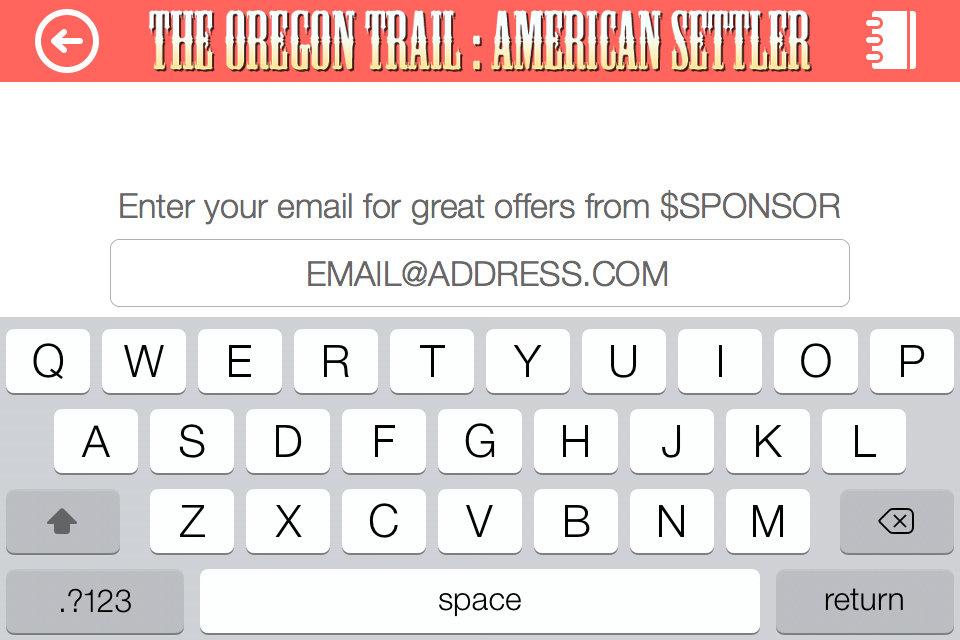 THE OREGON TRAIL : AMERICAN SETTLER
Enter your email for great offers from $SPONSOR
EMAIL@ADDRESS.COM
Q W E R T Y U I O P
A S D F G H J K L
Z X C V B N M
.?123 space return